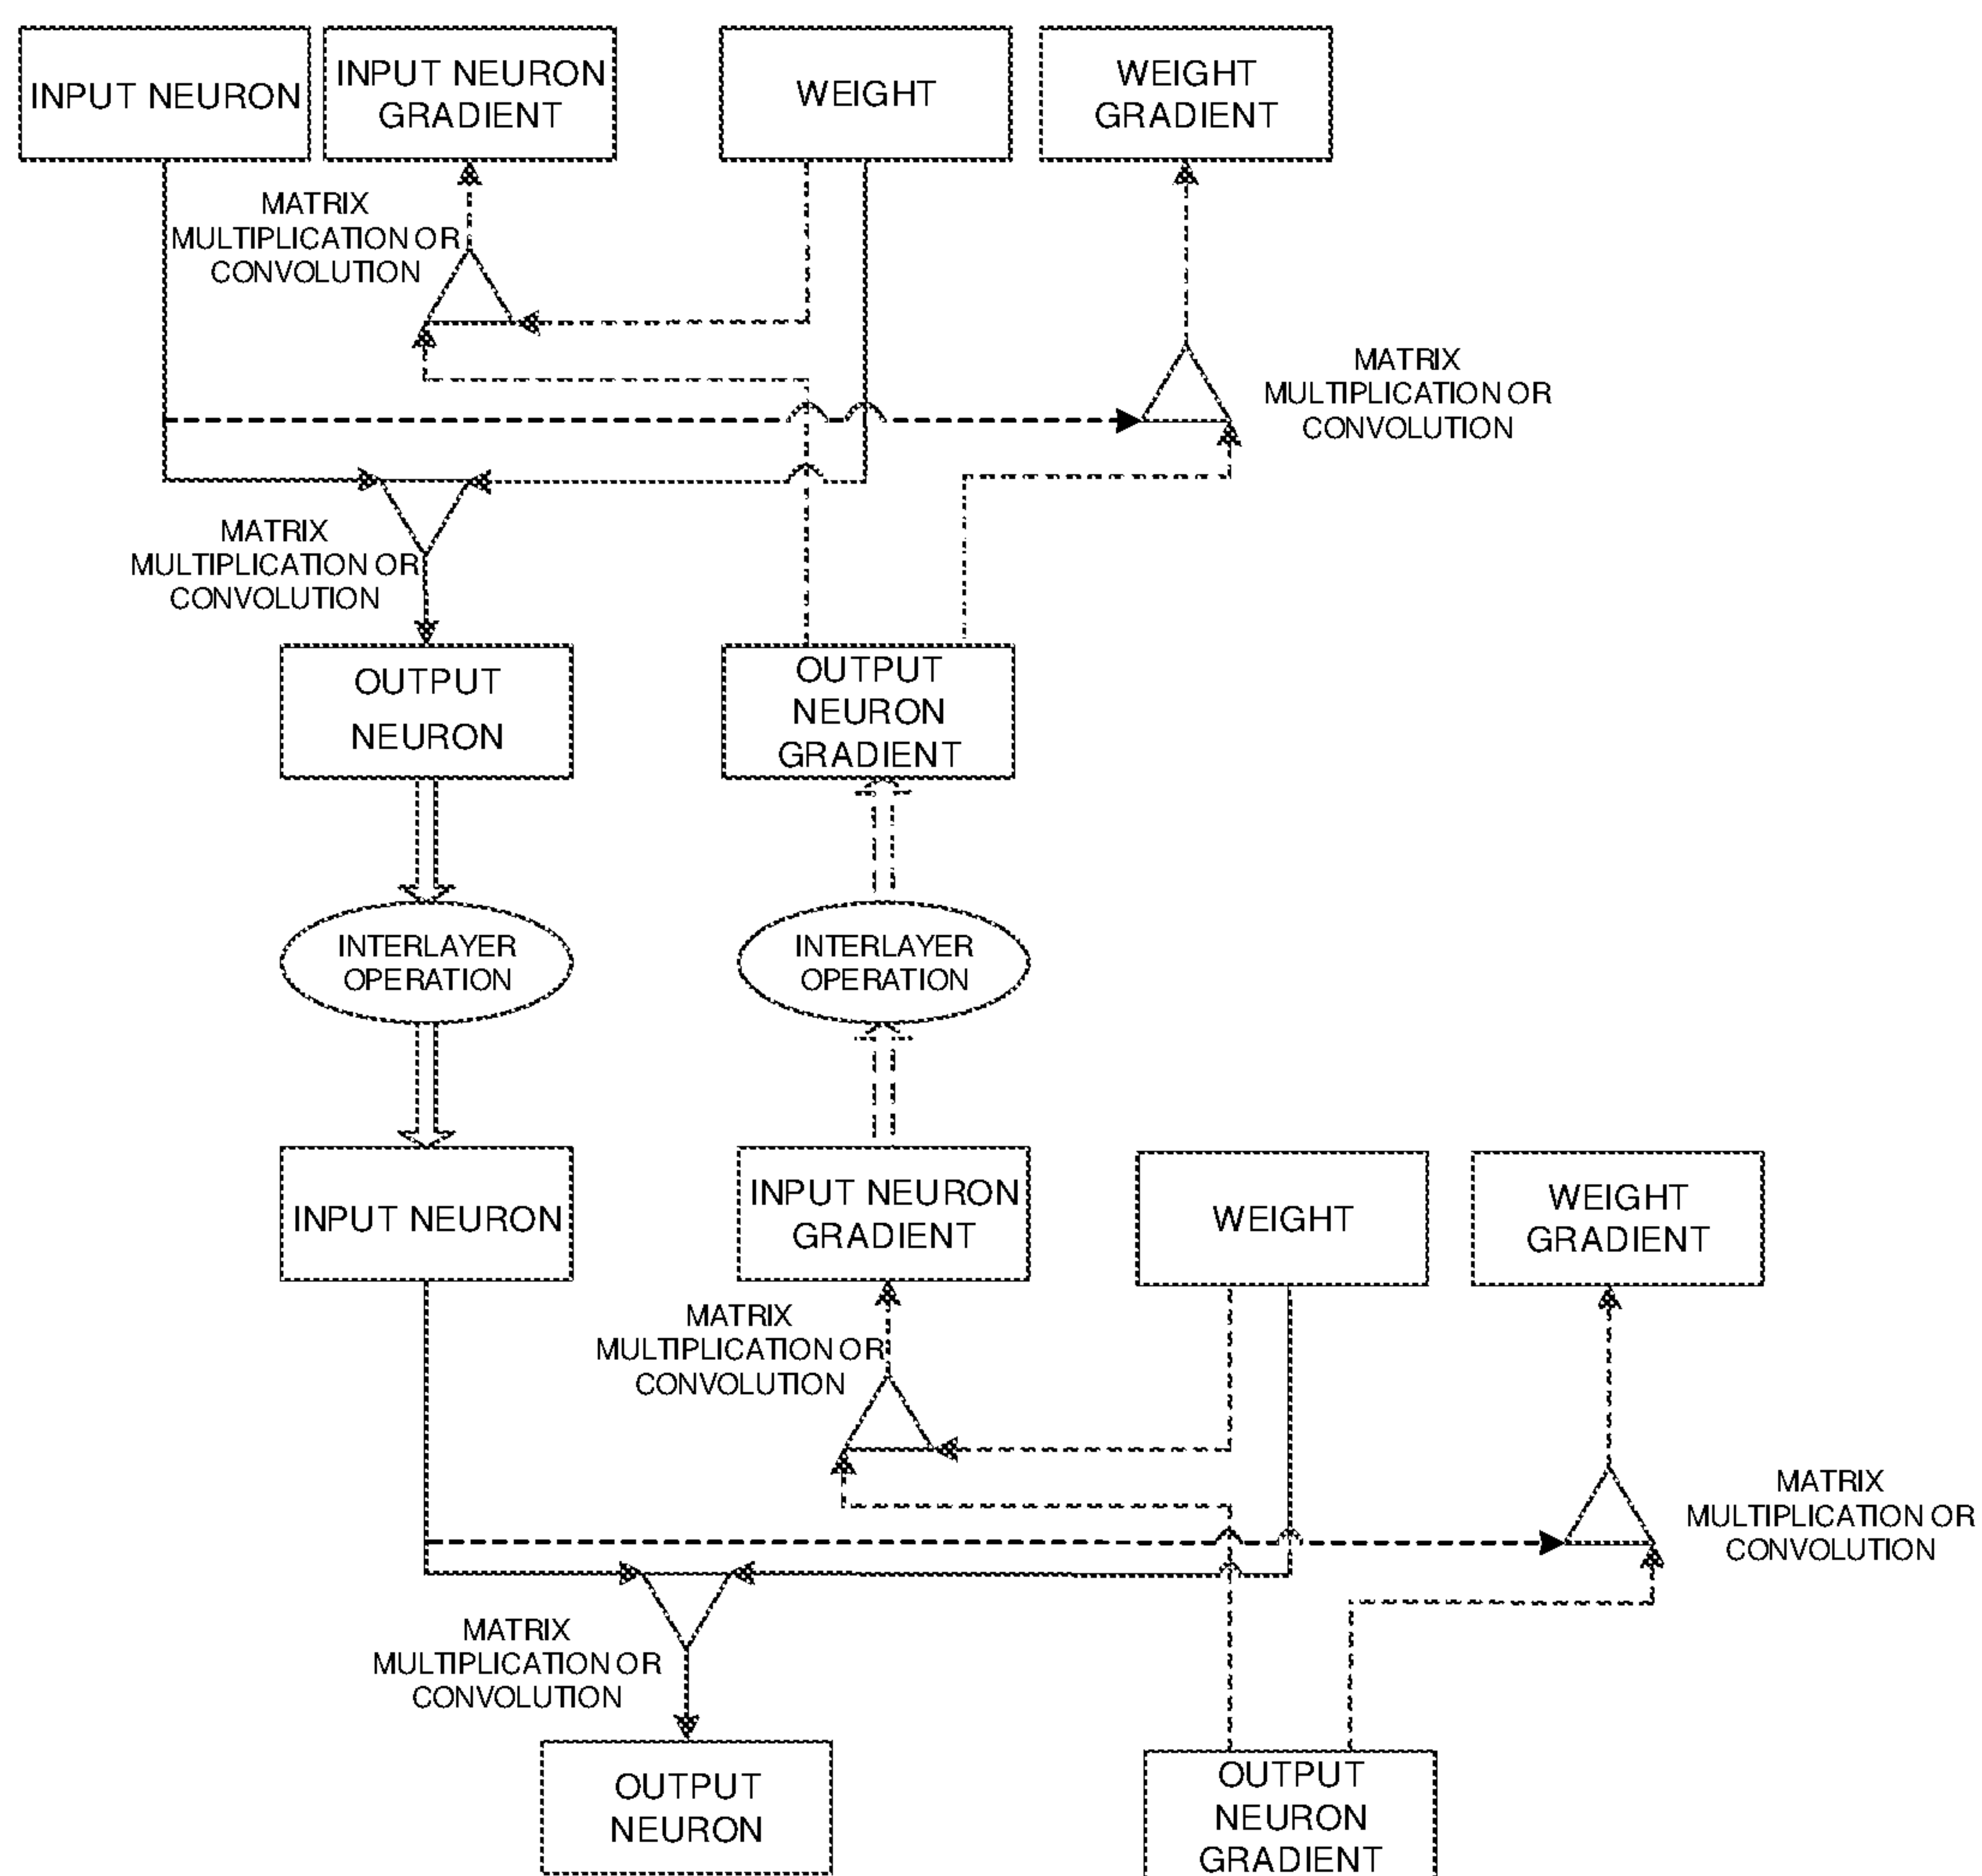 INPUT NEURON
INPUT NEURON
GRADIENT
WEIGHT
WEIGHT
GRADIENT
MATRIX
MULTIPLICATION OR
CONVOLUTION
MATRIX
MULTIPLICATION OR
CONVOLUTION
MATRIX
MULTIPLICATION OR
CONVOLUTION
OUTPUT
NEURON
OUTPUT
NEURON
GRADIENT
INTERLAYER
OPERATION
INTERLAYER
OPERATION
INPUT NEURON
INPUT NEURON
GRADIENT
WEIGHT
WEIGHT
GRADIENT
MATRIX
MULTIPLICATION OR
CONVOLUTION
MATRIX
MULTIPLICATION OR
CONVOLUTION
MATRIX
MULTIPLICATION OR
CONVOLUTION
OUTPUT
NEURON
OUTPUT
NEURON
GRADIENT